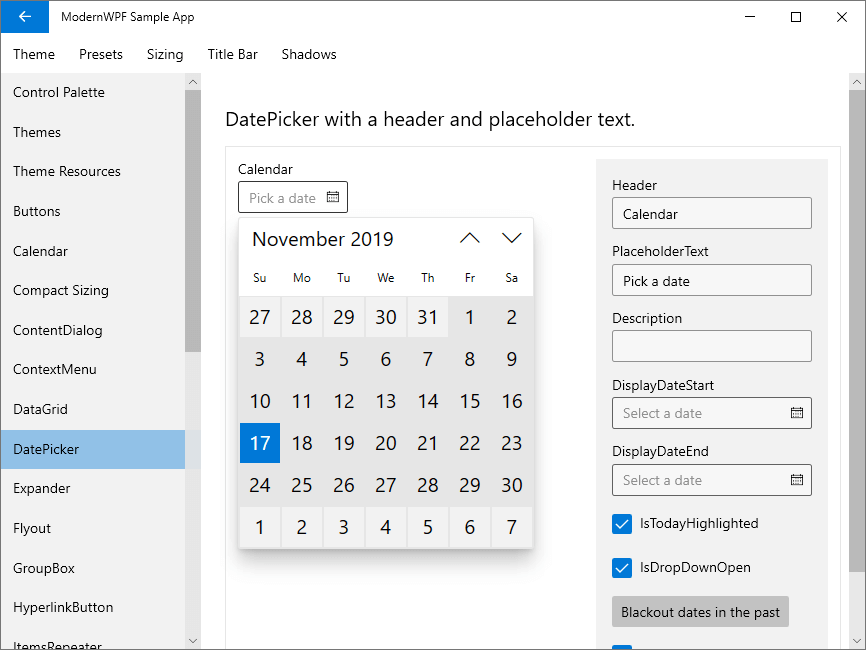 ModernWPF Sample App
Theme Presets Sizing Title Bar Shadows
Control Palette
Themes
Theme Resources
Buttons
Calendar
Compact Sizing
ContentDialog
ContextMenu
DataGrid
DatePicker
Expander
Flyout
GroupBox
HyperlinkButton
ItemsRepeater
DatePicker with a header and placeholder text.
Calendar
Pick a date
November 2019
Su Mo Tu We Th Fr Sa
27 28 29 30 31 1 2
3 4 5 6 7 8 9
10 11 12 13 14 15 16
17 18 19 20 21 22 23
24 25 26 27 28 29 30
1 2 3 4 5 6 7
Header
Calendar
PlaceholderText
Pick a date
Description
DisplayDateStart
Select a date
DisplayDateEnd
Select a date
IsTodayHighlighted
IsDropDownOpen
Blackout dates in the past